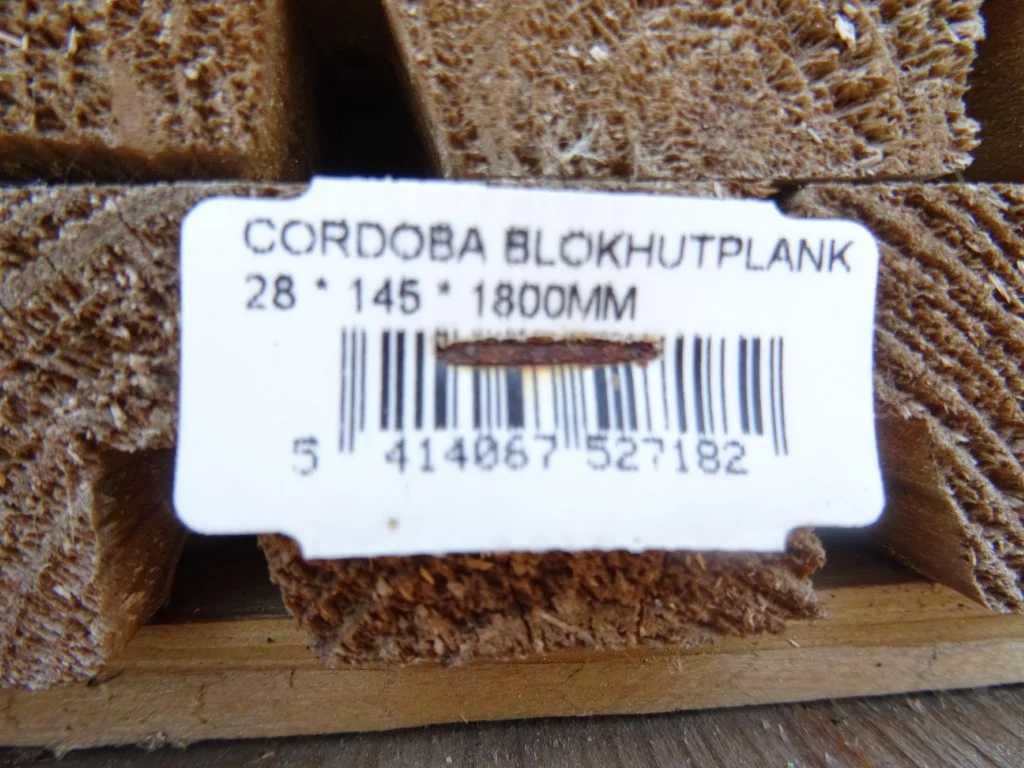 CORDOBA BLOKHUTPLANK
28 * 145 * 1800MM
5 414067 527182